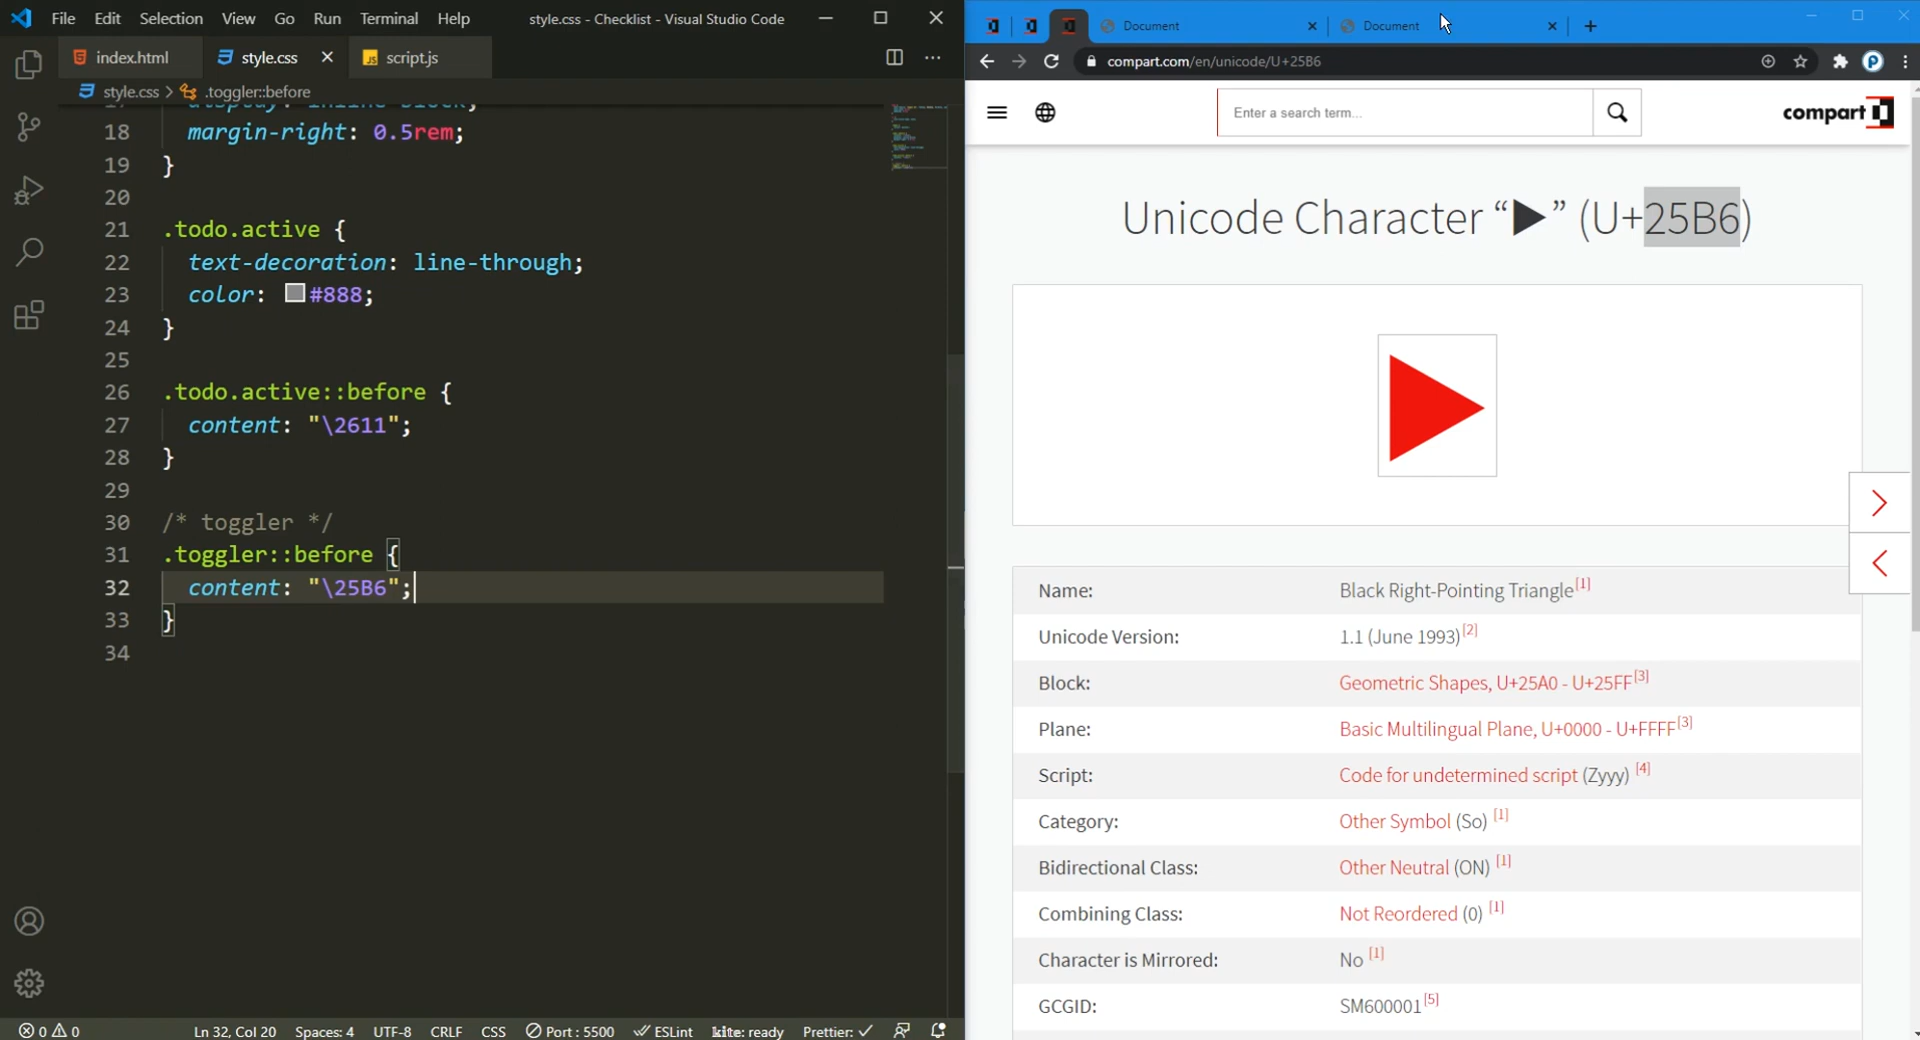 File Edit Selection View Go Run Terminal Help style.css - Checklist - Visual Studio Code
index.html style.css script.js
style.css > .toggler::before
18 margin-right: 0.5rem;
19 }
20
21 .todo.active {
22 text-decoration: line-through;
23 color: #888;
24 }
25
26 .todo.active::before {
27 content: "\2611";
28 }
29
30 /* toggler */
31 .toggler::before {
32 content: "\25B6";
33 }
34
0 0 Ln 32, Col 20 Spaces: 4 UTF-8 CRLF CSS Port : 5500 ESLint kite: ready Prettier: ✓
Document Document
compart.com/en/unicode/U+25B6
Enter a search term...
compart
Unicode Character “▶” (U+25B6)
Name: Black Right-Pointing Triangle[1]
Unicode Version: 1.1 (June 1993)[2]
Block: Geometric Shapes, U+25A0 - U+25FF[3]
Plane: Basic Multilingual Plane, U+0000 - U+FFFF[3]
Script: Code for undetermined script (Zyyy) [4]
Category: Other Symbol (So) [1]
Bidirectional Class: Other Neutral (ON) [1]
Combining Class: Not Reordered (0) [1]
Character is Mirrored: No [1]
GCGID: SM600001[5]